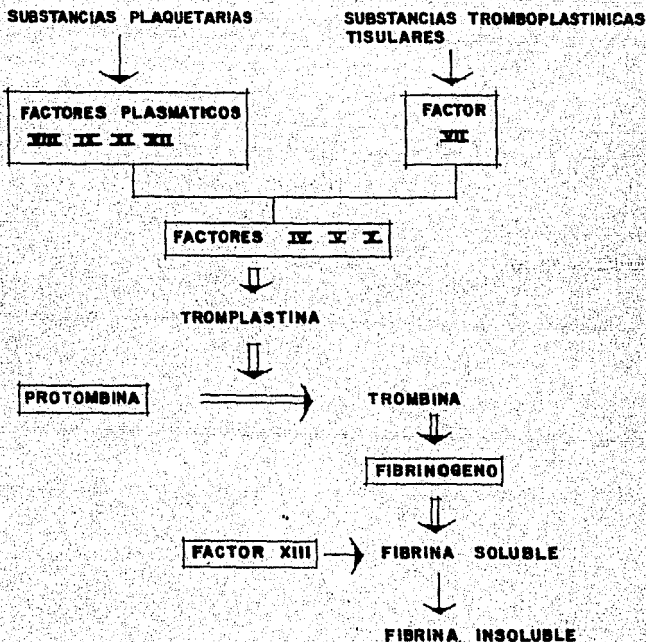 SUBSTANCIAS PLAQUETARIAS
SUBSTANCIAS TROMBOPLASTINICAS
TISULARES
FACTORES PLASMATICOS
VIII IX XI XII
FACTOR
VII
FACTORES IV V X
TROMPLASTINA
PROTOMBINA
TROMBINA
FIBRINOGENO
FACTOR XIII
FIBRINA SOLUBLE
FIBRINA INSOLUBLE